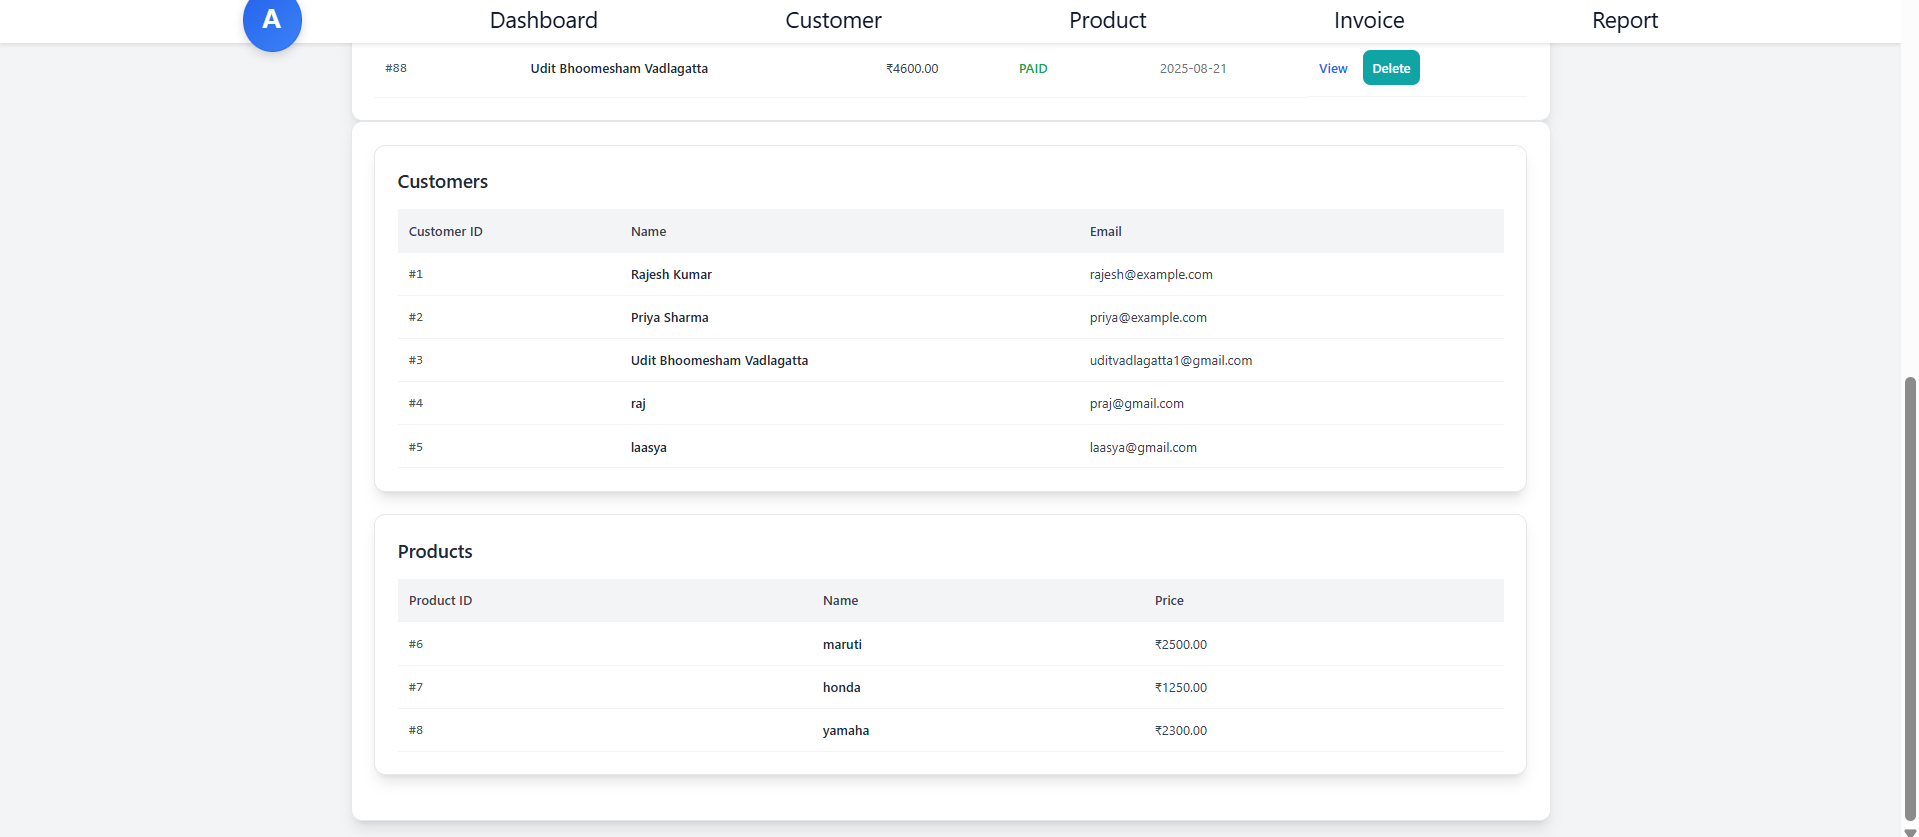 A Dashboard Customer Product Invoice Report
#88 Udit Bhoomesham Vadlagatta ₹4600.00 PAID 2025-08-21 View Delete
Customers
Customer ID Name Email
#1 Rajesh Kumar rajesh@example.com
#2 Priya Sharma priya@example.com
#3 Udit Bhoomesham Vadlagatta uditvadlagatta1@gmail.com
#4 raj praj@gmail.com
#5 laasya laasya@gmail.com
Products
Product ID Name Price
#6 maruti ₹2500.00
#7 honda ₹1250.00
#8 yamaha ₹2300.00